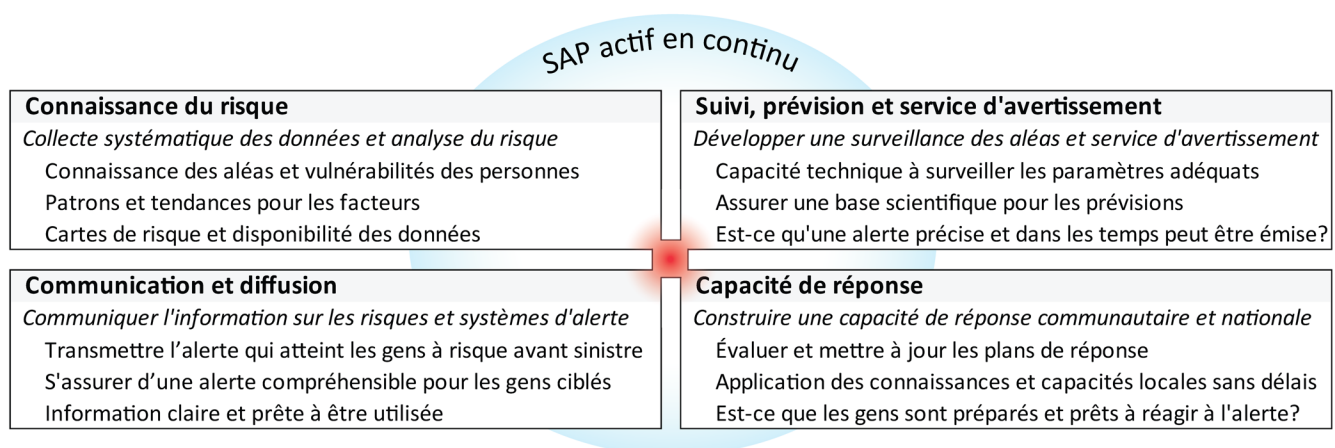 SAP actif en continu
Connaissance du risque
Collecte systématique des données et analyse du risque
Connaissance des aléas et vulnérabilités des personnes
Patrons et tendances pour les facteurs
Cartes de risque et disponibilité des données
Suivi, prévision et service d'avertissement
Développer une surveillance des aléas et service d'avertissement
Capacité technique à surveiller les paramètres adéquats
Assurer une base scientifique pour les prévisions
Est-ce qu'une alerte précise et dans les temps peut être émise?
Communication et diffusion
Communiquer l'information sur les risques et systèmes d'alerte
Transmettre l’alerte qui atteint les gens à risque avant sinistre
S'assurer d’une alerte compréhensible pour les gens ciblés
Information claire et prête à être utilisée
Capacité de réponse
Construire une capacité de réponse communautaire et nationale
Évaluer et mettre à jour les plans de réponse
Application des connaissances et capacités locales sans délais
Est-ce que les gens sont préparés et prêts à réagir à l'alerte?